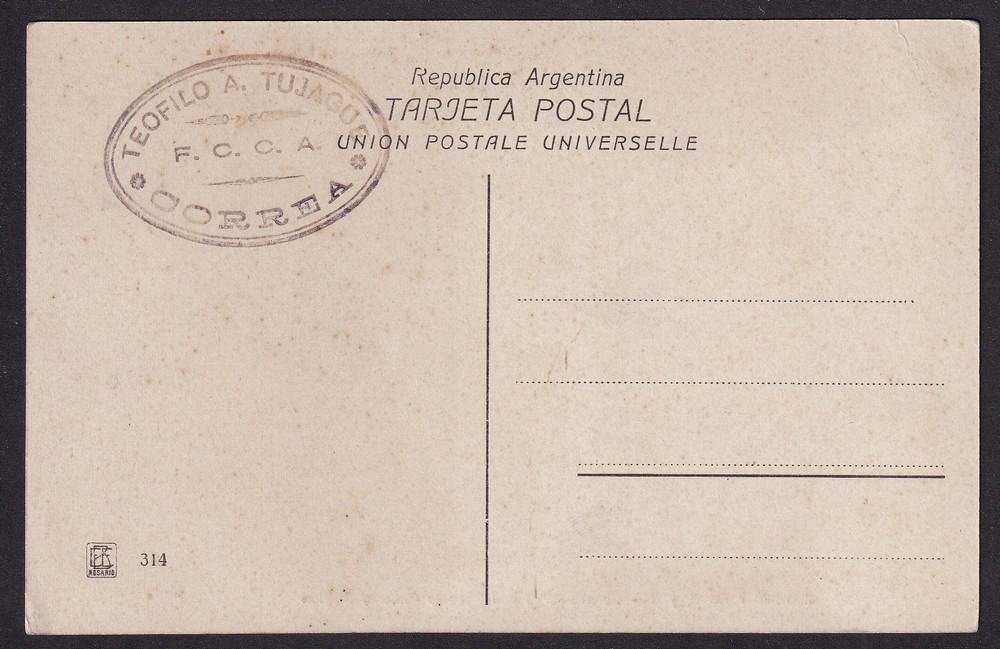 TEOFILO A. TUJAGUE
F. C. C. A.
CORREA
Republica Argentina
TARJETA POSTAL
UNION POSTALE UNIVERSELLE
ROSARIO
314